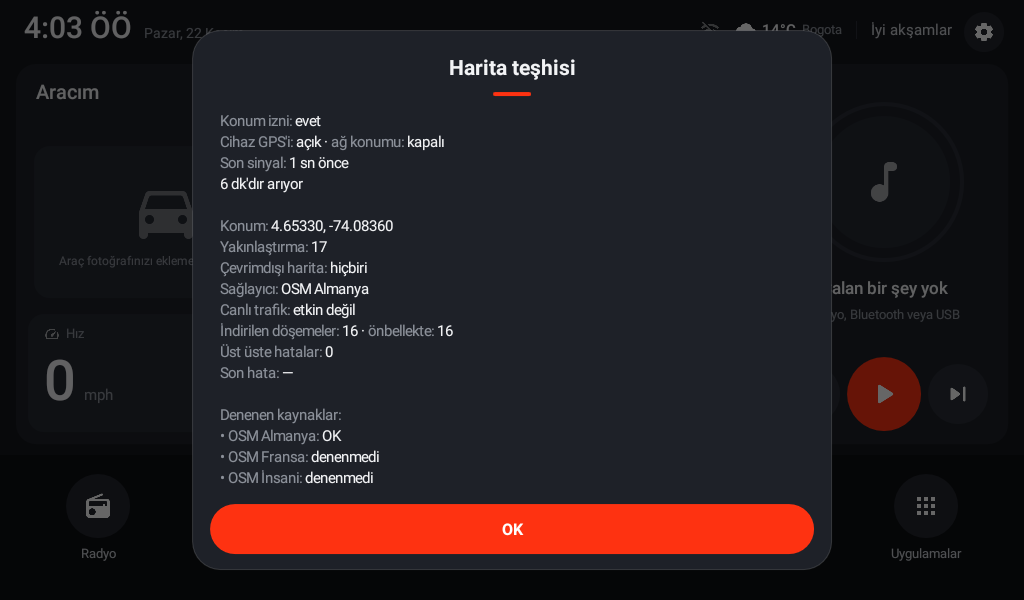 4:03 ÖÖ
Pazar, 22
14°C
Bogota
İyi akşamlar
Aracım
Harita teşhisi
Konum izni: evet
Cihaz GPS'i: açık · ağ konumu: kapalı
Son sinyal: 1 sn önce
6 dk'dır arıyor
Konum: 4.65330, -74.08360
Yakınlaştırma: 17
Çevrimdışı harita: hiçbiri
Sağlayıcı: OSM Almanya
Canlı trafik: etkin değil
İndirilen döşemeler: 16 · önbellekte: 16
Üst üste hatalar: 0
Son hata: —
Denenen kaynaklar:
• OSM Almanya: OK
• OSM Fransa: denenmedi
• OSM İnsani: denenmedi
OK
Araç fotoğrafınızı
Hız
0 mph
bir şey yok
Bluetooth veya USB
Radyo
Uygulamalar